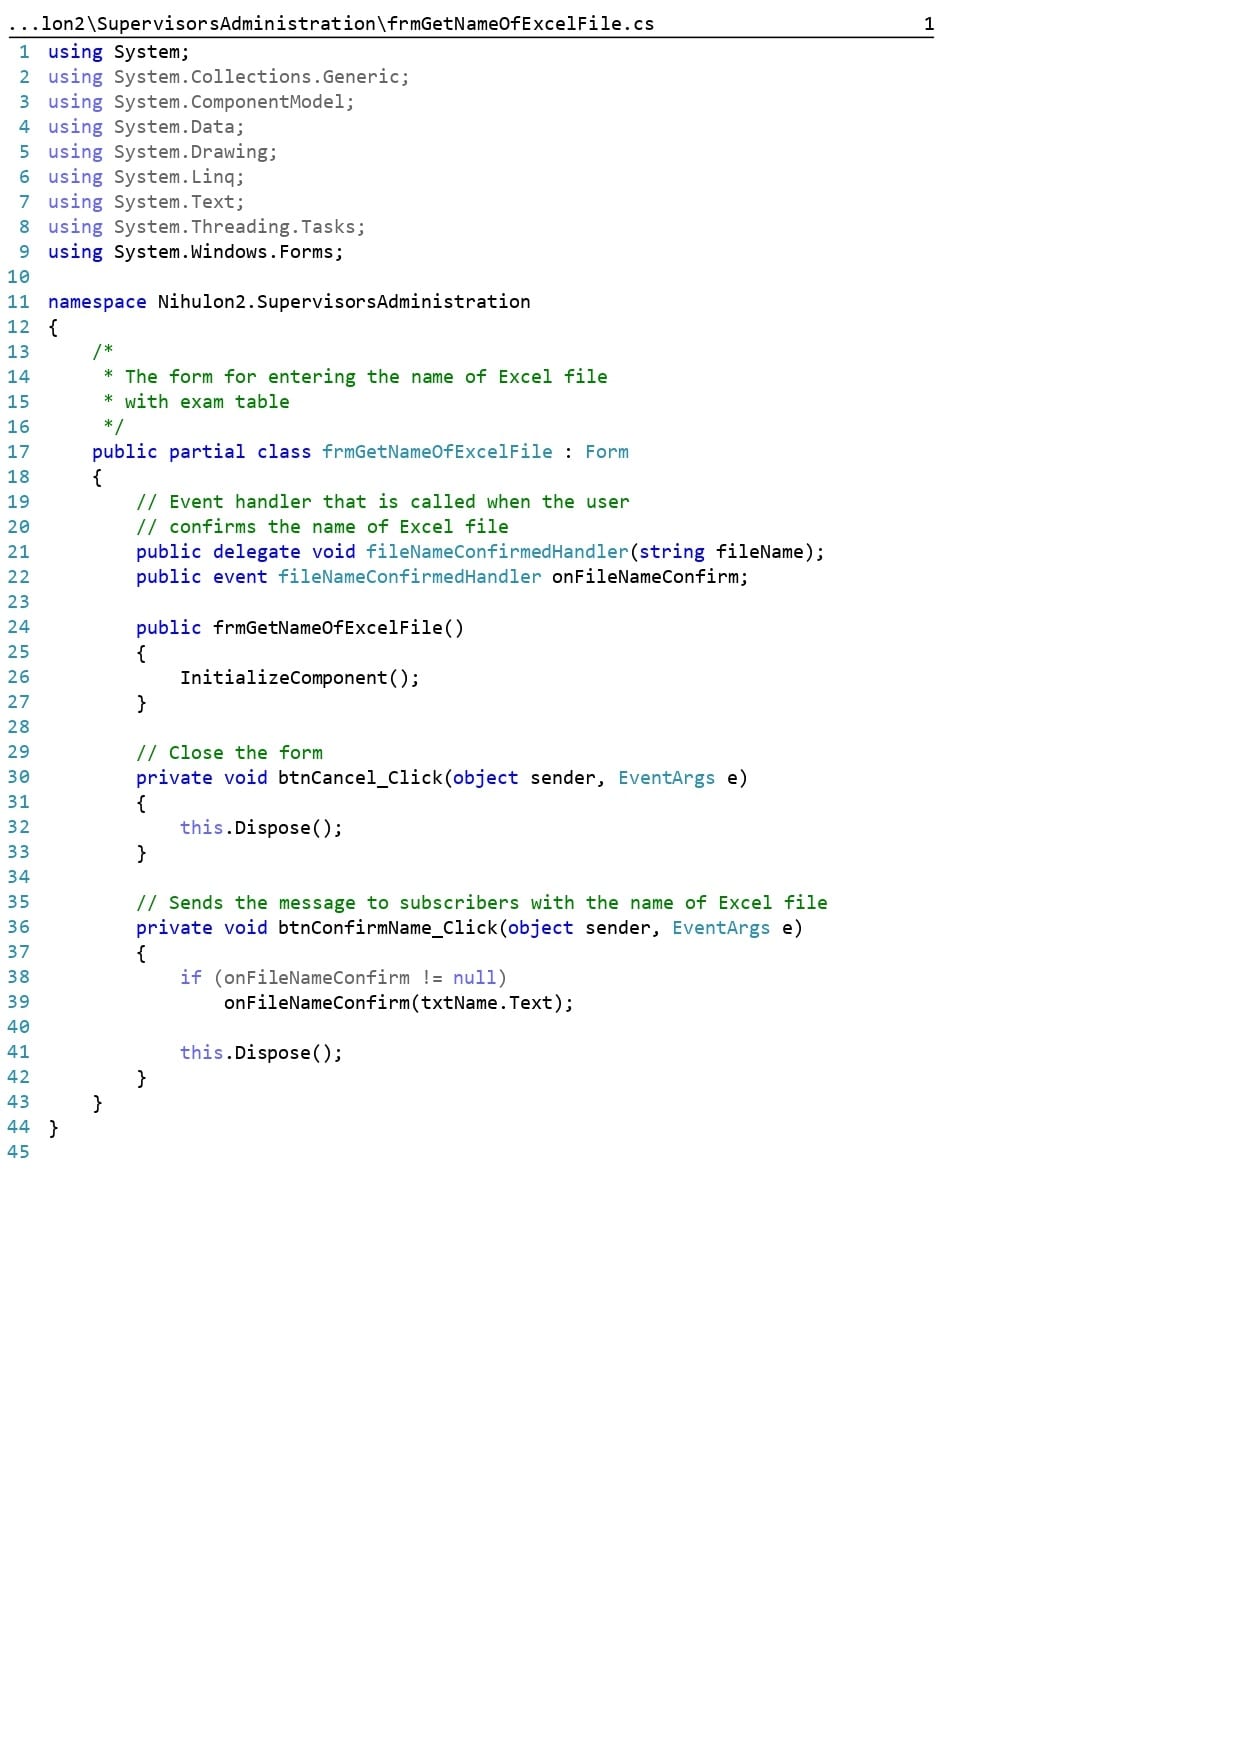 ...lon2\SupervisorsAdministration\frmGetNameOfExcelFile.cs 1
1 using System;
2 using System.Collections.Generic;
3 using System.ComponentModel;
4 using System.Data;
5 using System.Drawing;
6 using System.Linq;
7 using System.Text;
8 using System.Threading.Tasks;
9 using System.Windows.Forms;
10
11 namespace Nihulon2.SupervisorsAdministration
12 {
13     /*
14      * The form for entering the name of Excel file
15      * with exam table
16      */
17     public partial class frmGetNameOfExcelFile : Form
18     {
19         // Event handler that is called when the user
20         // confirms the name of Excel file
21         public delegate void fileNameConfirmedHandler(string fileName);
22         public event fileNameConfirmedHandler onFileNameConfirm;
23
24         public frmGetNameOfExcelFile()
25         {
26             InitializeComponent();
27         }
28
29         // Close the form
30         private void btnCancel_Click(object sender, EventArgs e)
31         {
32             this.Dispose();
33         }
34
35         // Sends the message to subscribers with the name of Excel file
36         private void btnConfirmName_Click(object sender, EventArgs e)
37         {
38             if (onFileNameConfirm != null)
39                 onFileNameConfirm(txtName.Text);
40
41             this.Dispose();
42         }
43     }
44 }
45